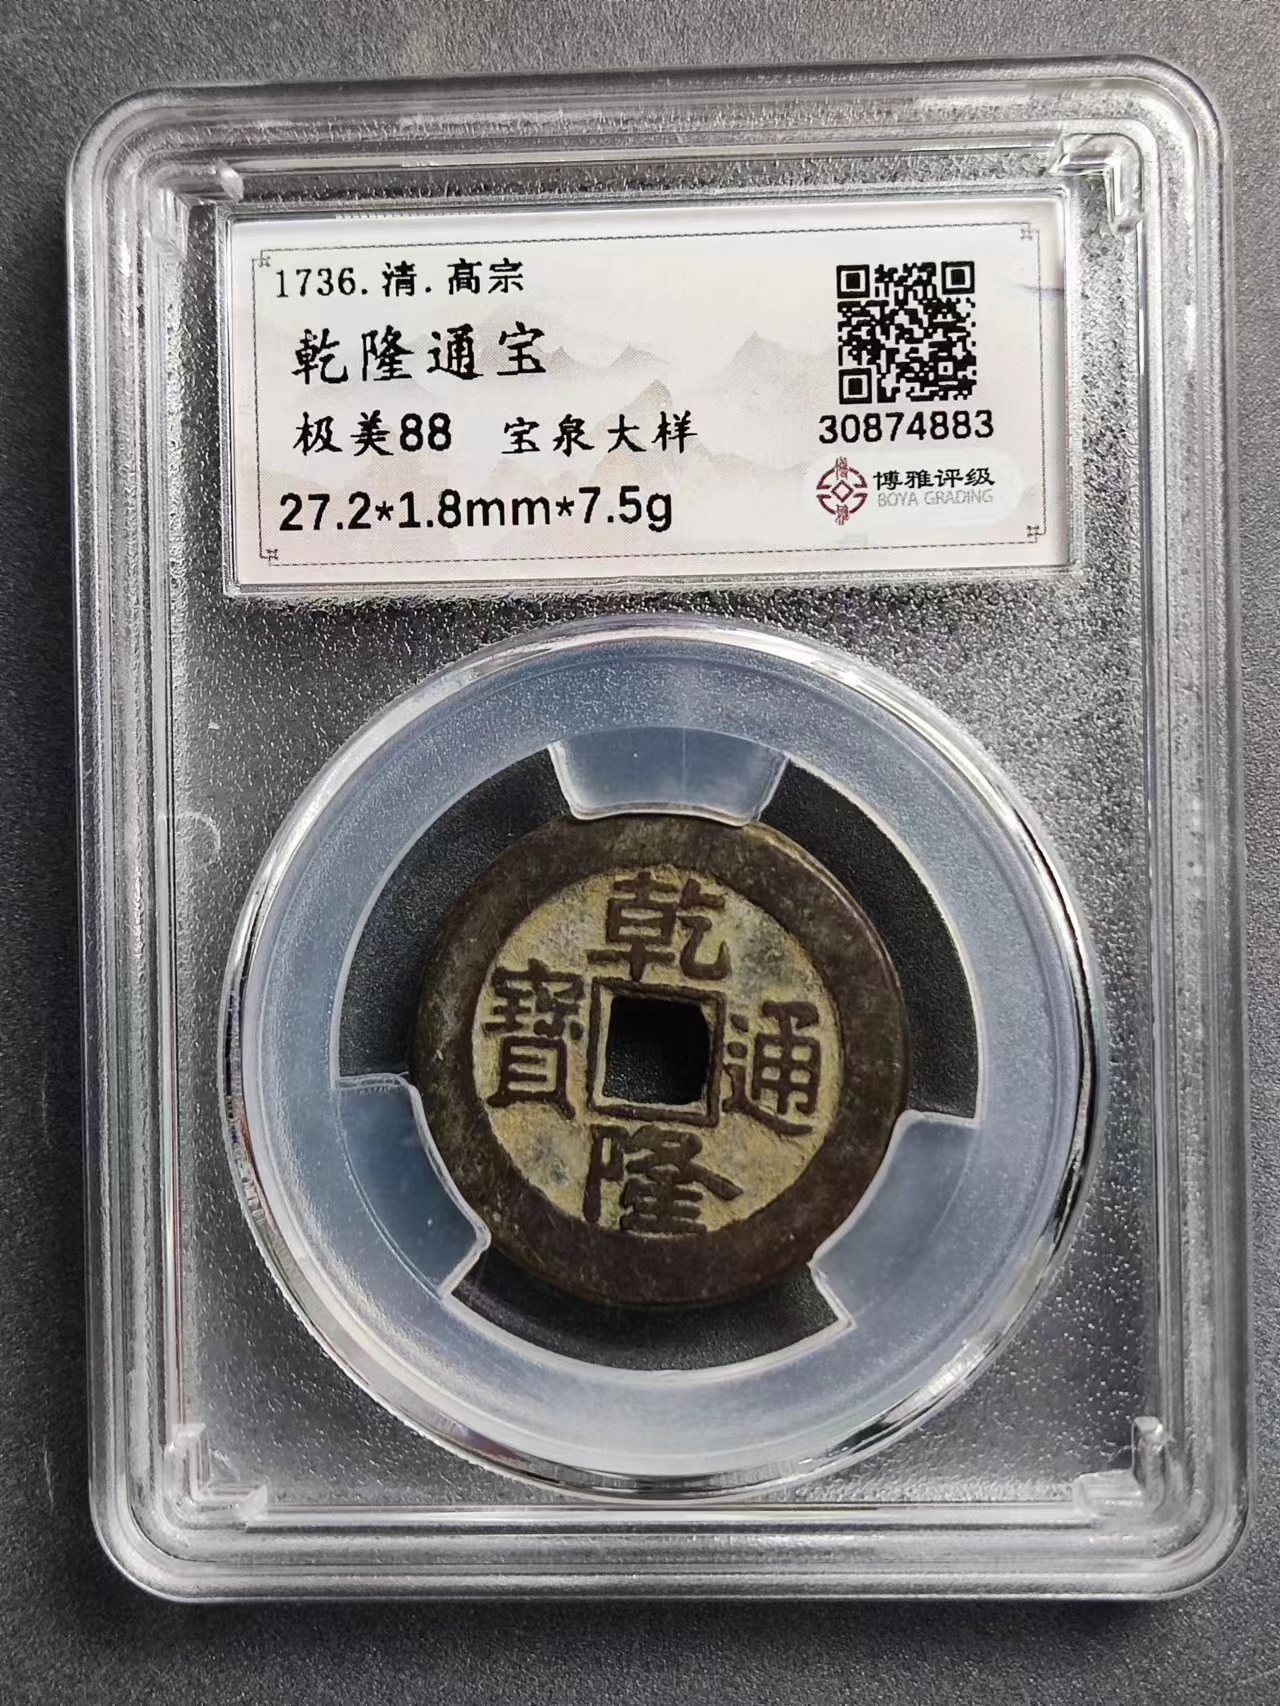 1736.清.高宗
乾隆通宝
极美88 宝泉大样
27.2*1.8mm*7.5g
30874883
博雅评级
BOYA GRADING
乾
寶 通
隆